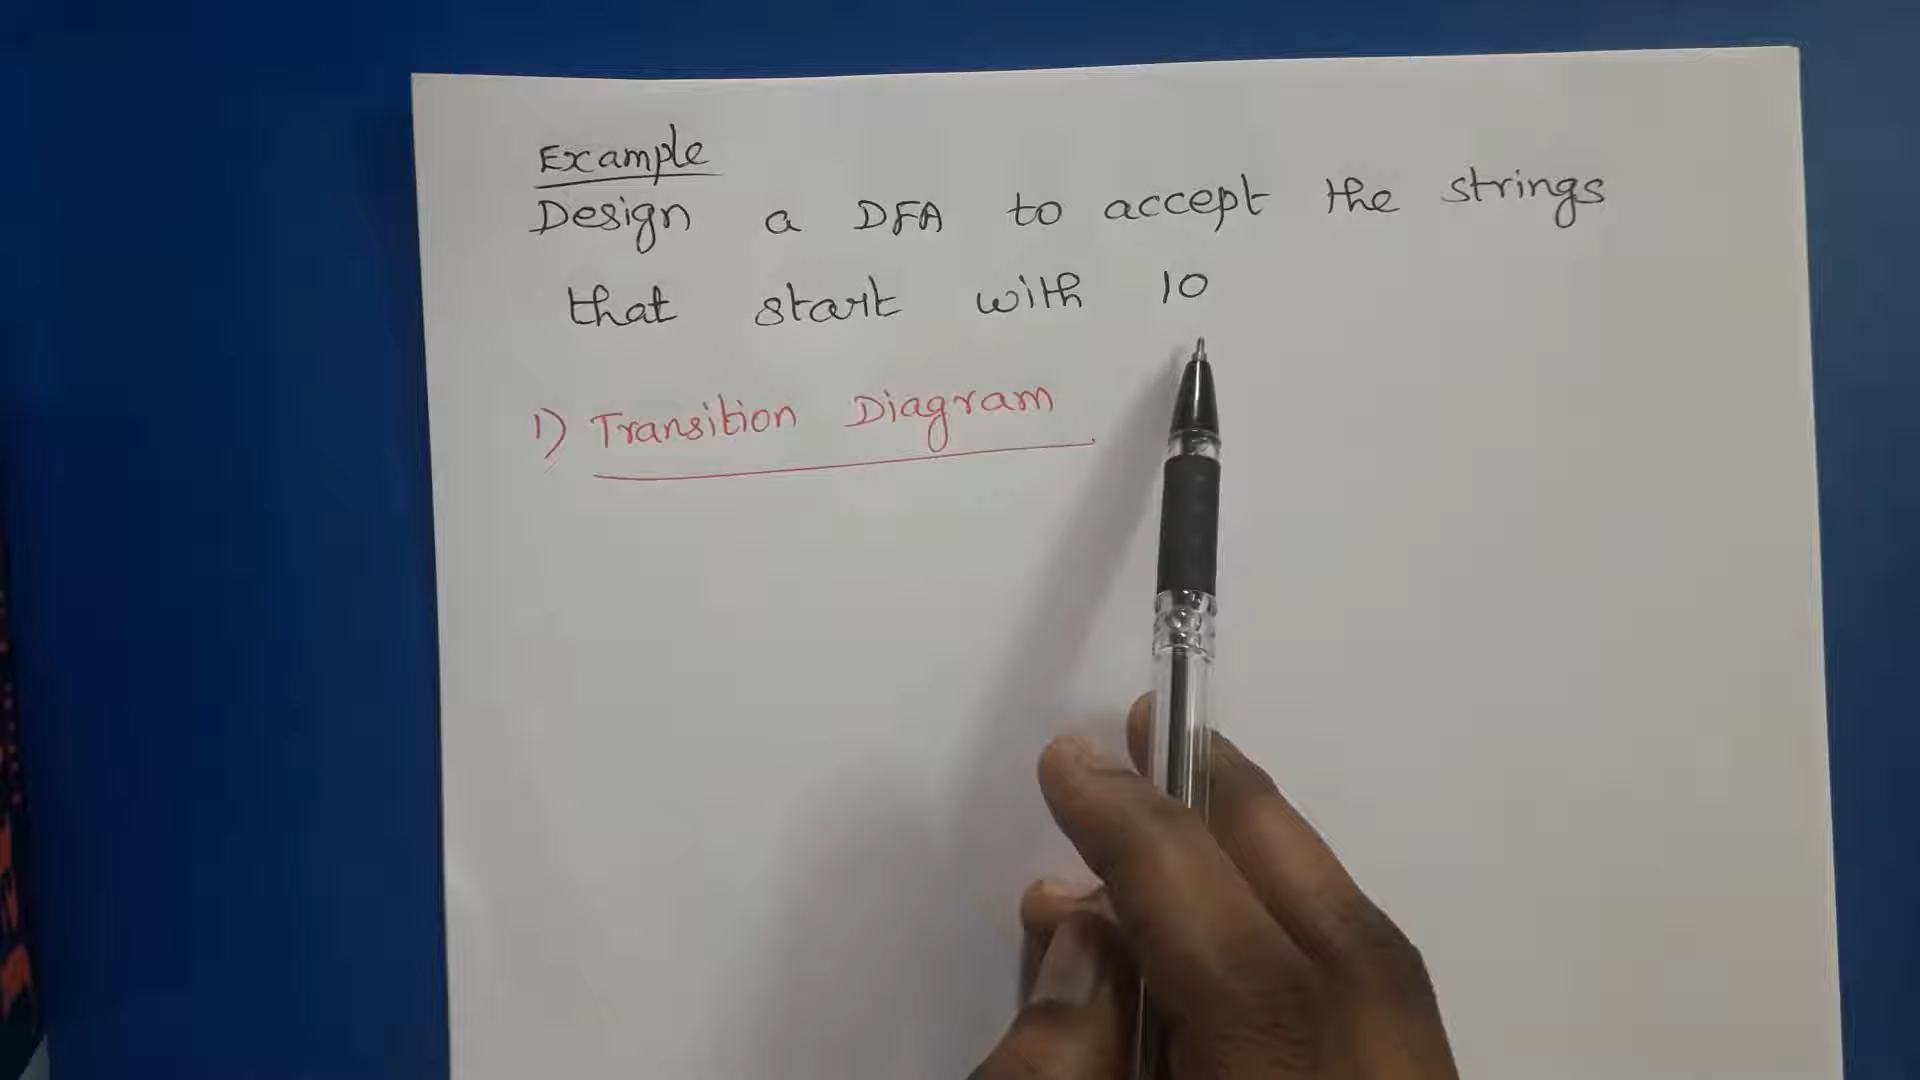 Example
Design a DFA to accept the strings
that start with 10
1) Transition Diagram